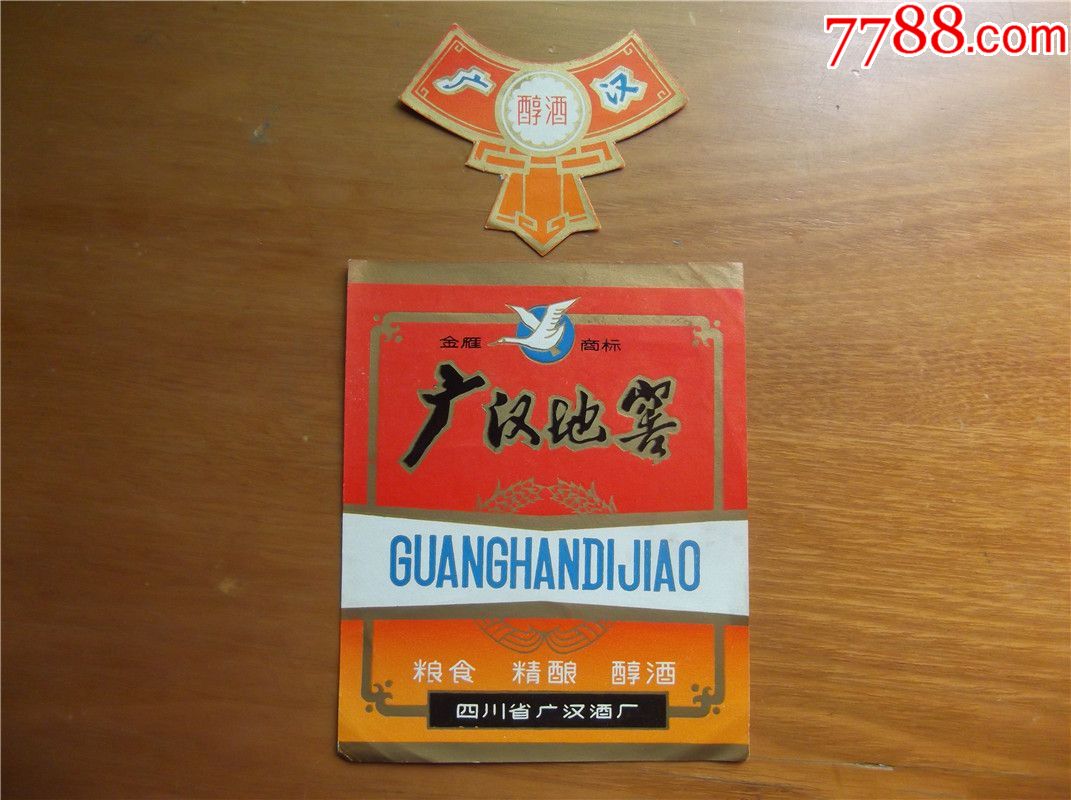 7788.com
广 醇酒 汉
金雁 商标
广汉地窖
GUANGHANDIJIAO
粮食 精酿 醇酒
四川省广汉酒厂